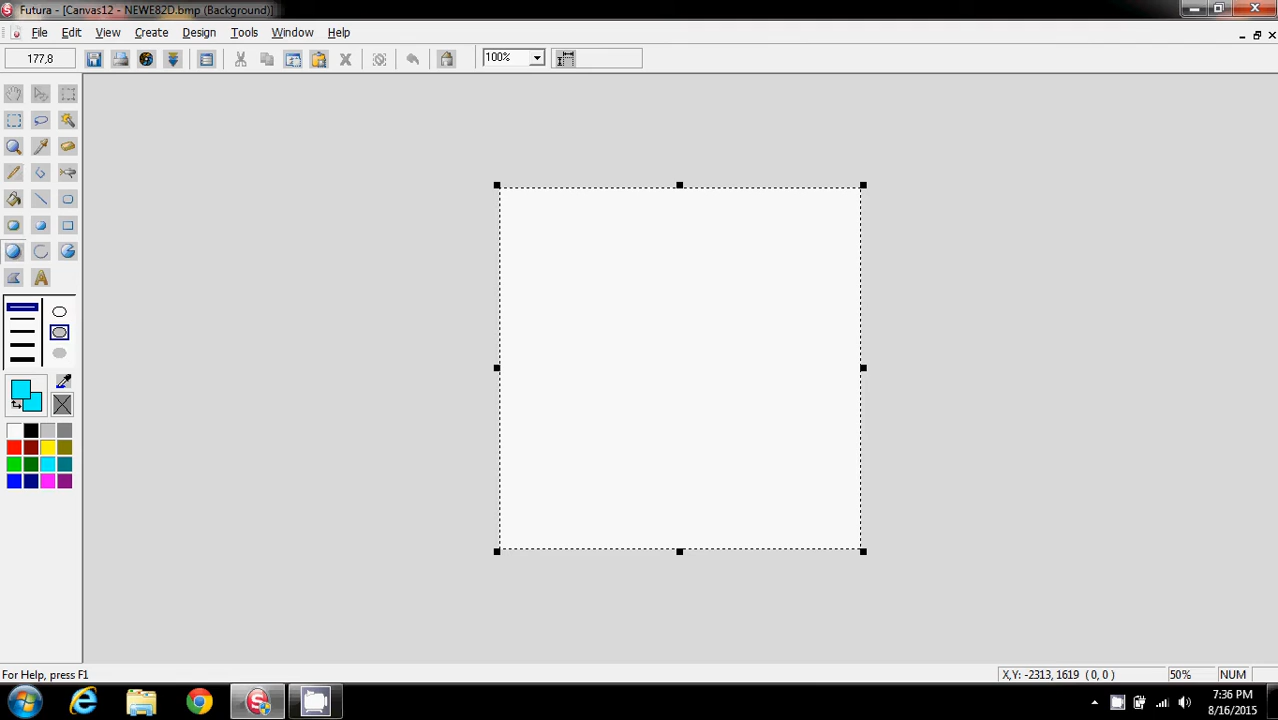 Futura - [Canvas12 - NEWE82D.bmp (Background)]
File Edit View Create Design Tools Window Help
177,8
100%
For Help, press F1
X,Y: -2313, 1619 ( 0, 0 )
50%
NUM
7:36 PM
8/16/2015